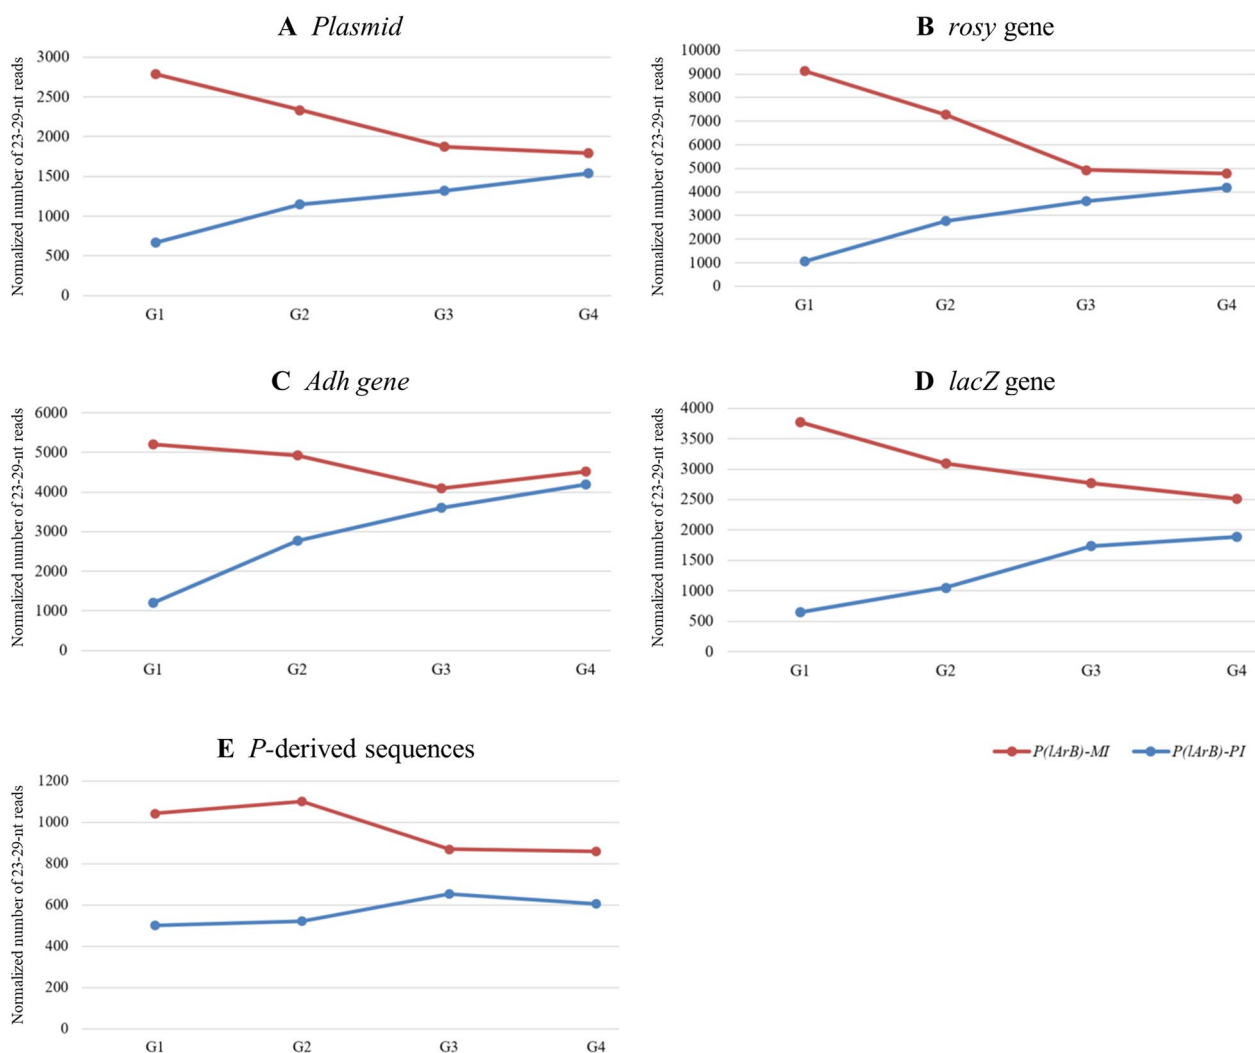 A Plasmid
Normalized number of 23-29-nt reads
3000
2500
2000
1500
1000
500
0
G1 G2 G3 G4
B rosy gene
Normalized number of 23-29-nt reads
10000
9000
8000
7000
6000
5000
4000
3000
2000
1000
0
G1 G2 G3 G4
C Adh gene
Normalized number of 23-29-nt reads
6000
5000
4000
3000
2000
1000
0
G1 G2 G3 G4
D lacZ gene
Normalized number of 23-29-nt reads
4000
3500
3000
2500
2000
1500
1000
500
0
G1 G2 G3 G4
E P-derived sequences
Normalized number of 23-29-nt reads
1200
1000
800
600
400
200
0
G1 G2 G3 G4
P(lArB)-MI P(lArB)-PI